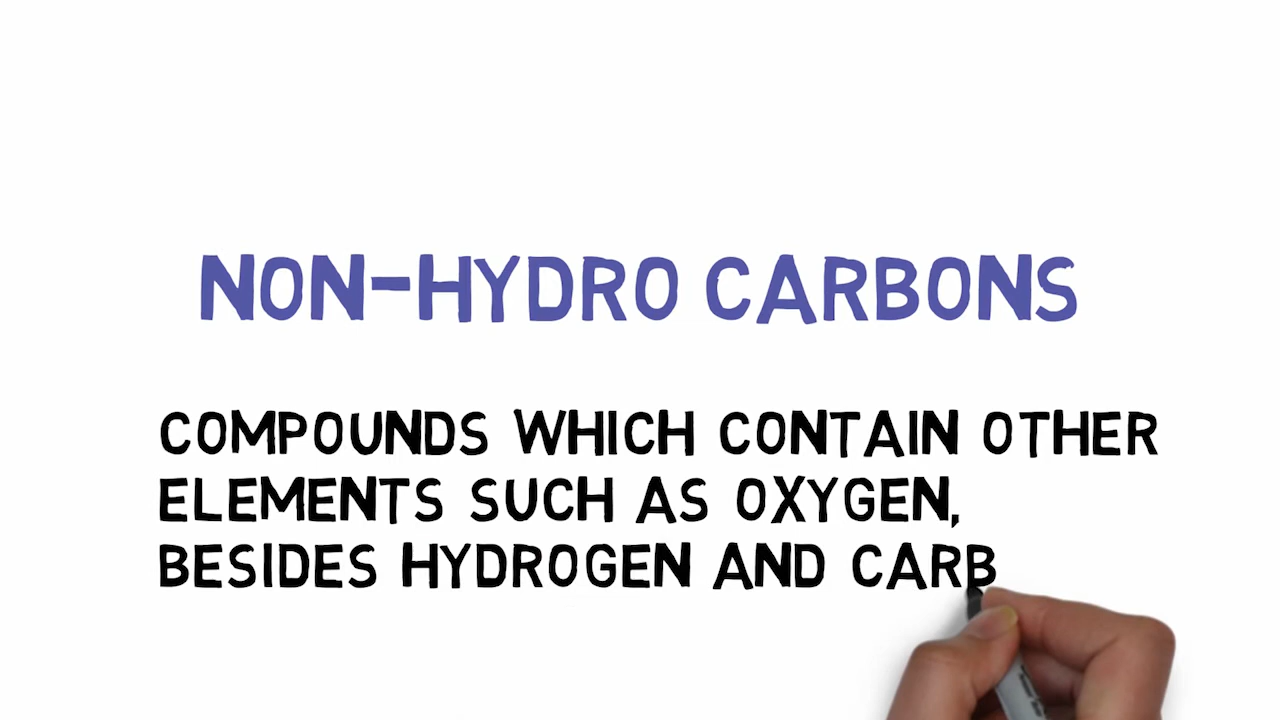 NON-HYDRO CARBONS
COMPOUNDS WHICH CONTAIN OTHER
ELEMENTS SUCH AS OXYGEN,
BESIDES HYDROGEN AND CARB